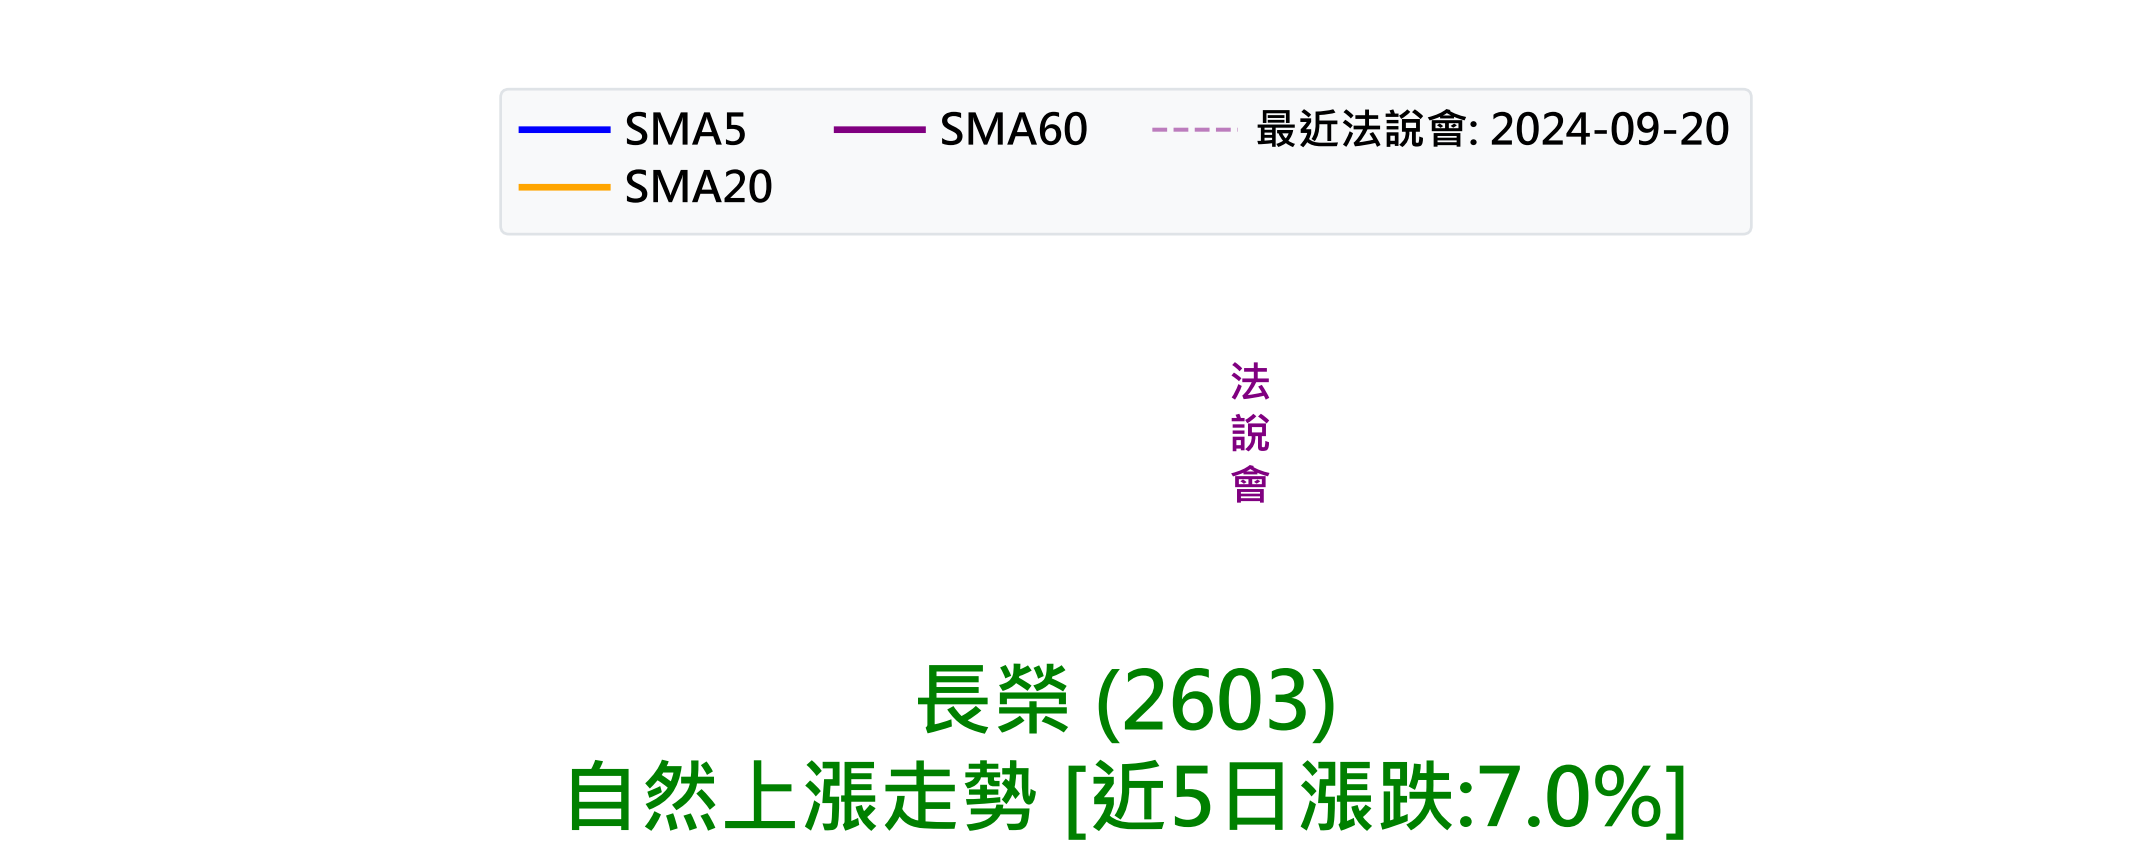 SMA5 SMA60 最近法說會: 2024-09-20
SMA20
法說會
長榮 (2603)
自然上漲走勢 [近5日漲跌:7.0%]